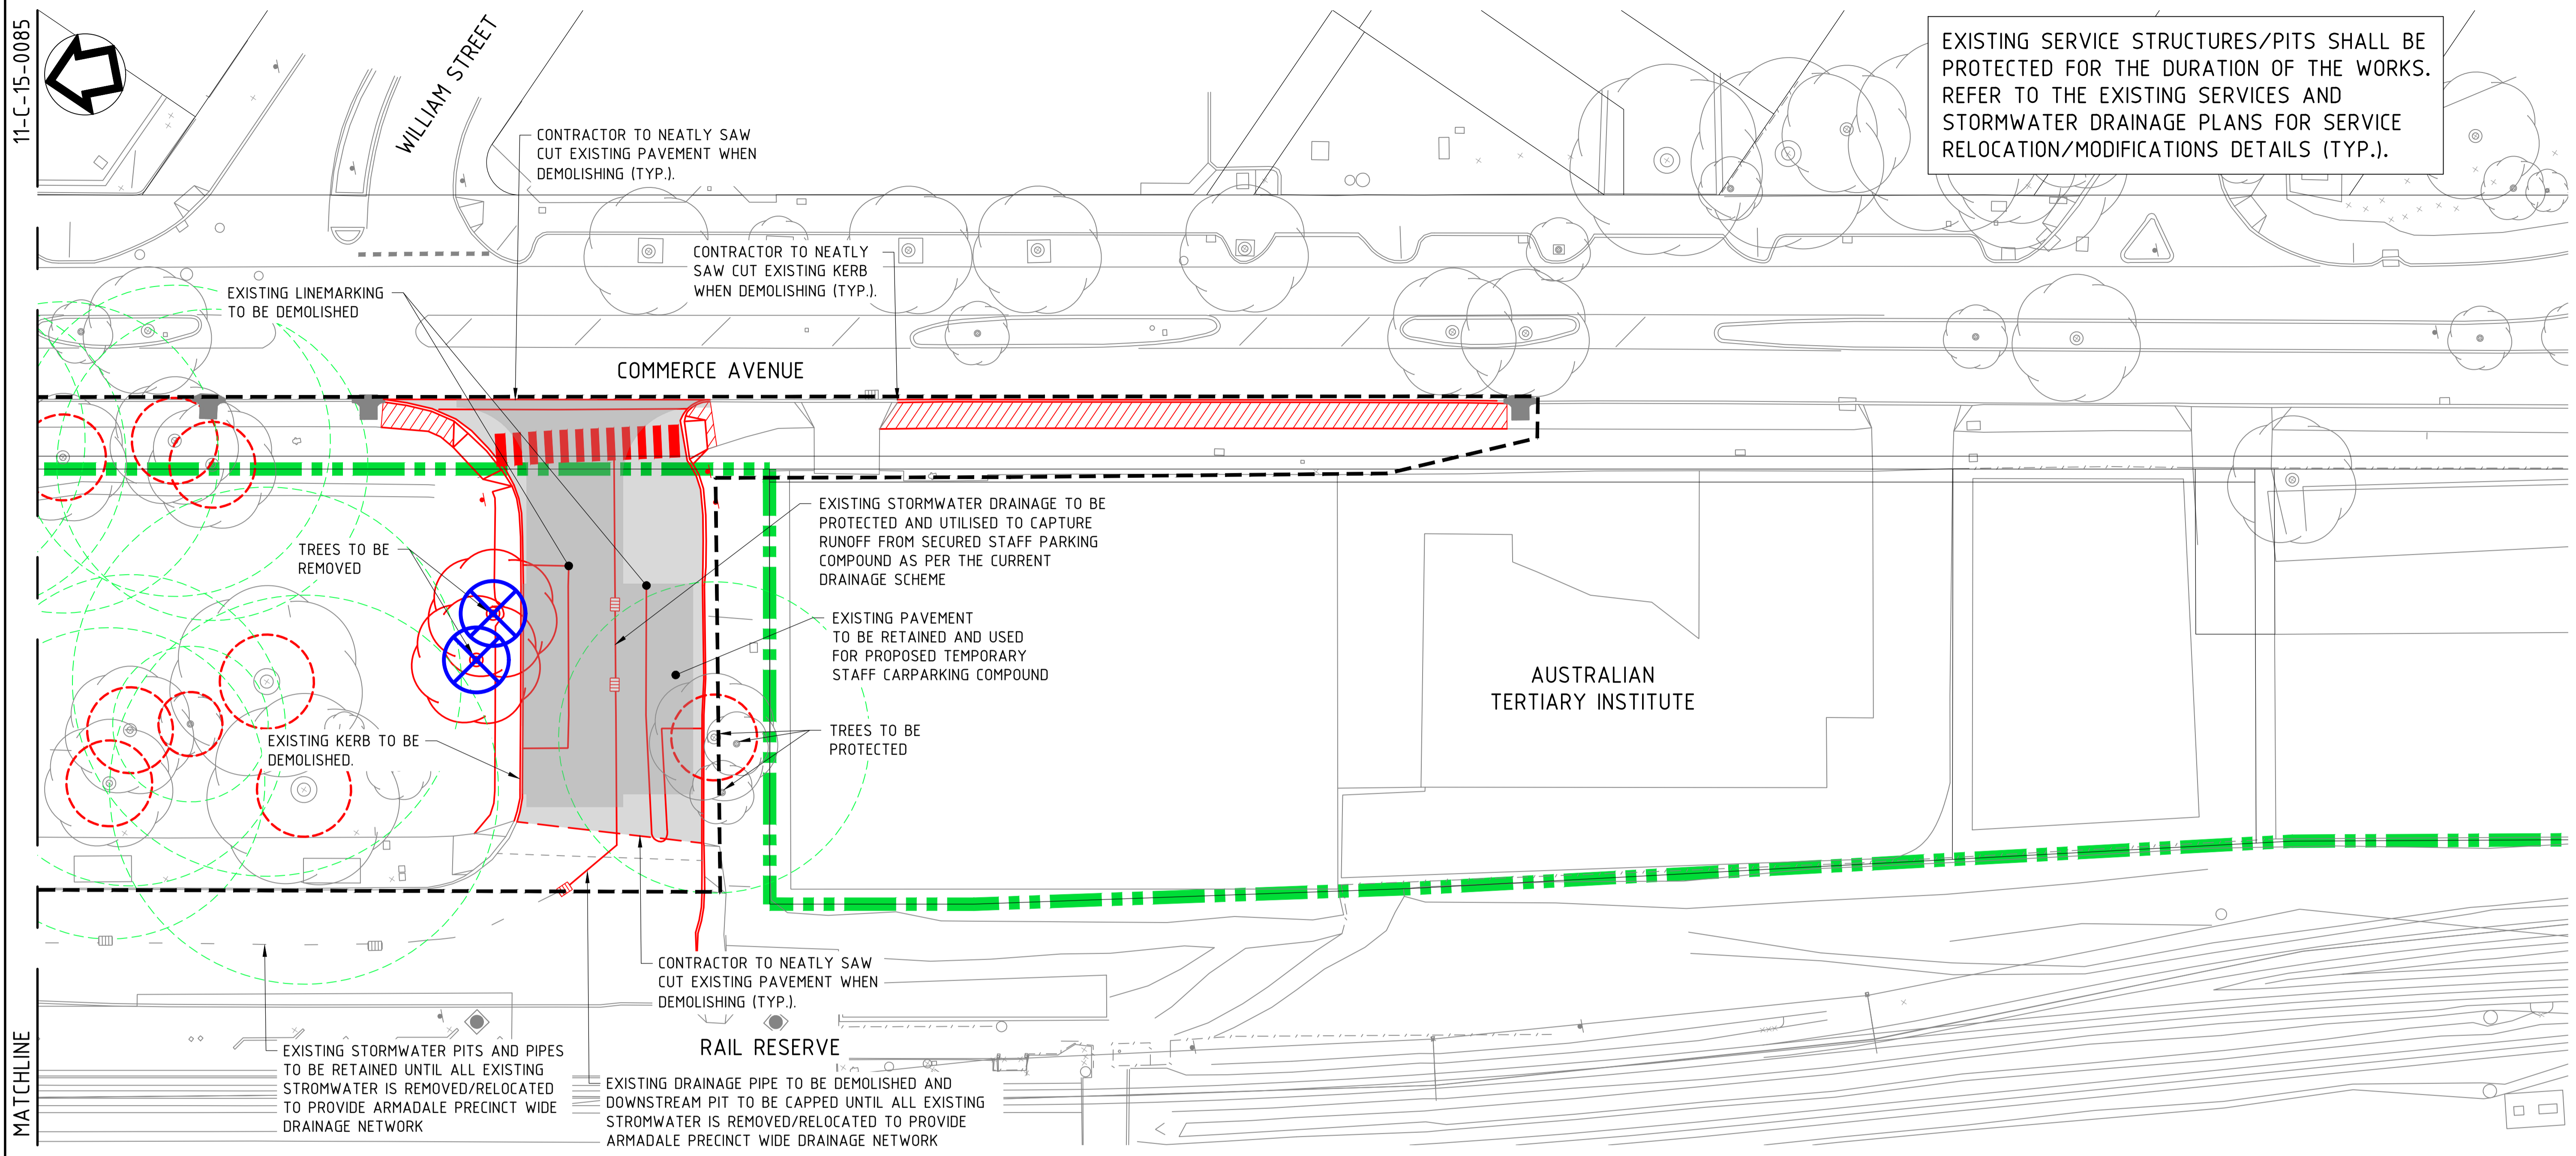 11-C-15-0085
WILLIAM STREET
EXISTING SERVICE STRUCTURES/PITS SHALL BE
PROTECTED FOR THE DURATION OF THE WORKS.
REFER TO THE EXISTING SERVICES AND
STORMWATER DRAINAGE PLANS FOR SERVICE
RELOCATION/MODIFICATIONS DETAILS (TYP.).
CONTRACTOR TO NEATLY SAW
CUT EXISTING PAVEMENT WHEN
DEMOLISHING (TYP.).
CONTRACTOR TO NEATLY
SAW CUT EXISTING KERB
WHEN DEMOLISHING (TYP.).
EXISTING LINEMARKING
TO BE DEMOLISHED
COMMERCE AVENUE
EXISTING STORMWATER DRAINAGE TO BE
PROTECTED AND UTILISED TO CAPTURE
RUNOFF FROM SECURED STAFF PARKING
COMPOUND AS PER THE CURRENT
DRAINAGE SCHEME
TREES TO BE
REMOVED
EXISTING PAVEMENT
TO BE RETAINED AND USED
FOR PROPOSED TEMPORARY
STAFF CARPARKING COMPOUND
AUSTRALIAN
TERTIARY INSTITUTE
TREES TO BE
PROTECTED
EXISTING KERB TO BE
DEMOLISHED.
CONTRACTOR TO NEATLY SAW
CUT EXISTING PAVEMENT WHEN
DEMOLISHING (TYP.).
RAIL RESERVE
MATCHLINE
EXISTING STORMWATER PITS AND PIPES
TO BE RETAINED UNTIL ALL EXISTING
STROMWATER IS REMOVED/RELOCATED
TO PROVIDE ARMADALE PRECINCT WIDE
DRAINAGE NETWORK
EXISTING DRAINAGE PIPE TO BE DEMOLISHED AND
DOWNSTREAM PIT TO BE CAPPED UNTIL ALL EXISTING
STROMWATER IS REMOVED/RELOCATED TO PROVIDE
ARMADALE PRECINCT WIDE DRAINAGE NETWORK